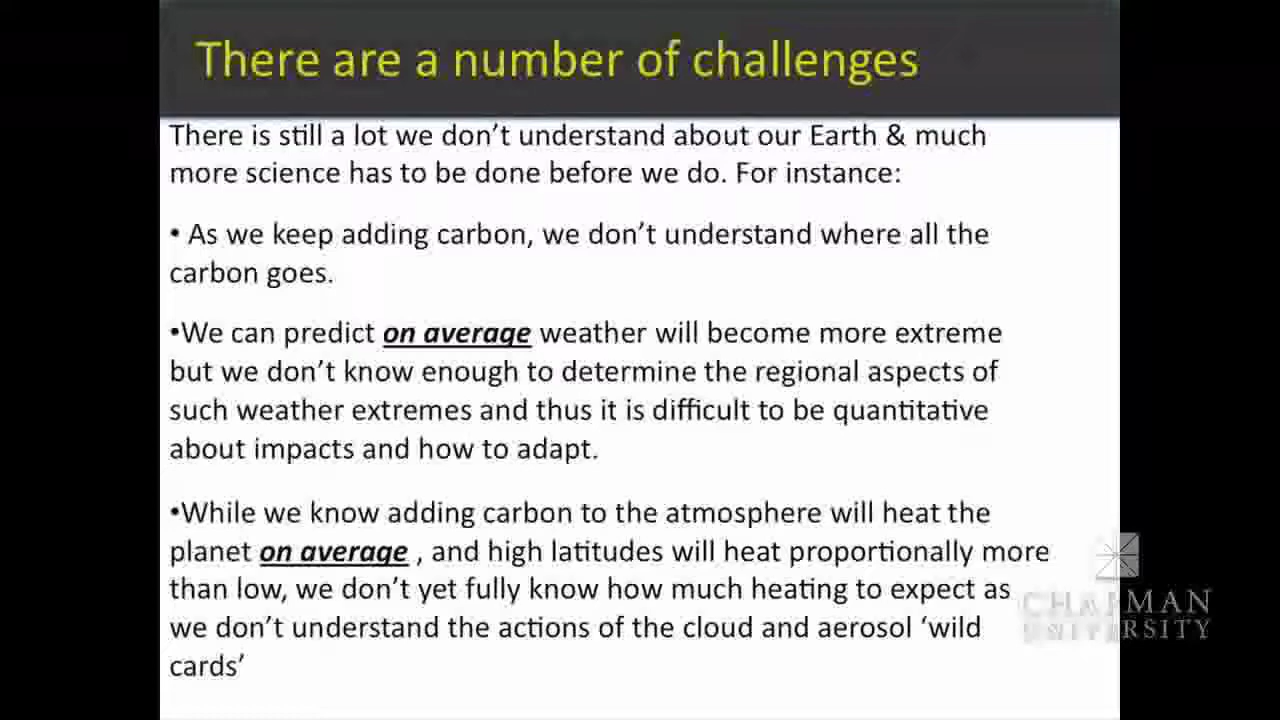 There are a number of challenges
There is still a lot we don't understand about our Earth & much
more science has to be done before we do. For instance:
• As we keep adding carbon, we don't understand where all the
carbon goes.
•We can predict on average weather will become more extreme
but we don't know enough to determine the regional aspects of
such weather extremes and thus it is difficult to be quantitative
about impacts and how to adapt.
•While we know adding carbon to the atmosphere will heat the
planet on average , and high latitudes will heat proportionally more
than low, we don't yet fully know how much heating to expect as
we don't understand the actions of the cloud and aerosol 'wild
cards'
CHAPMAN
UNIVERSITY